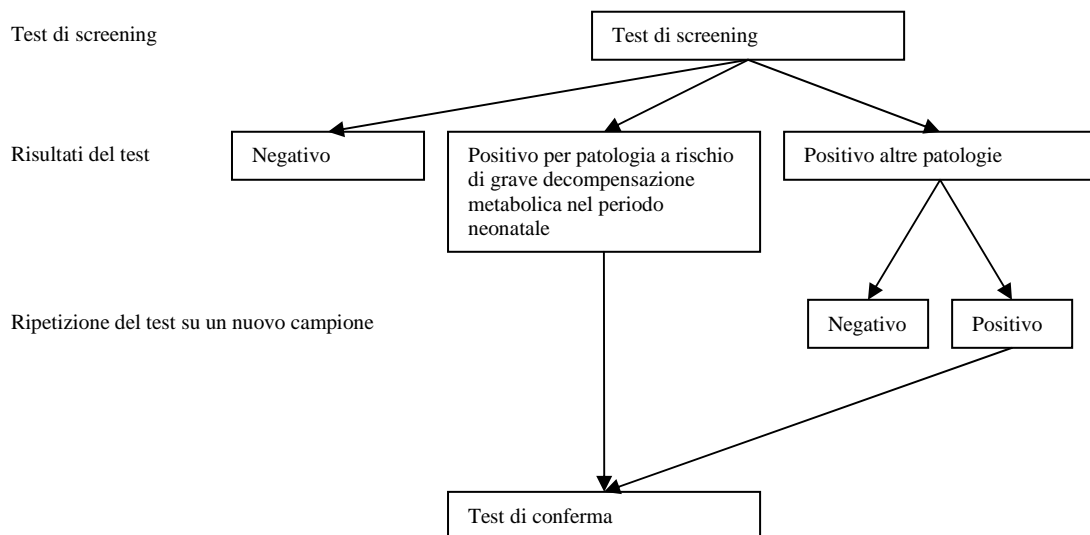 Test di screening
Test di screening
Risultati del test
Negativo
Positivo per patologia a rischio
di grave decompensazione
metabolica nel periodo
neonatale
Positivo altre patologie
Ripetizione del test su un nuovo campione
Negativo
Positivo
Test di conferma